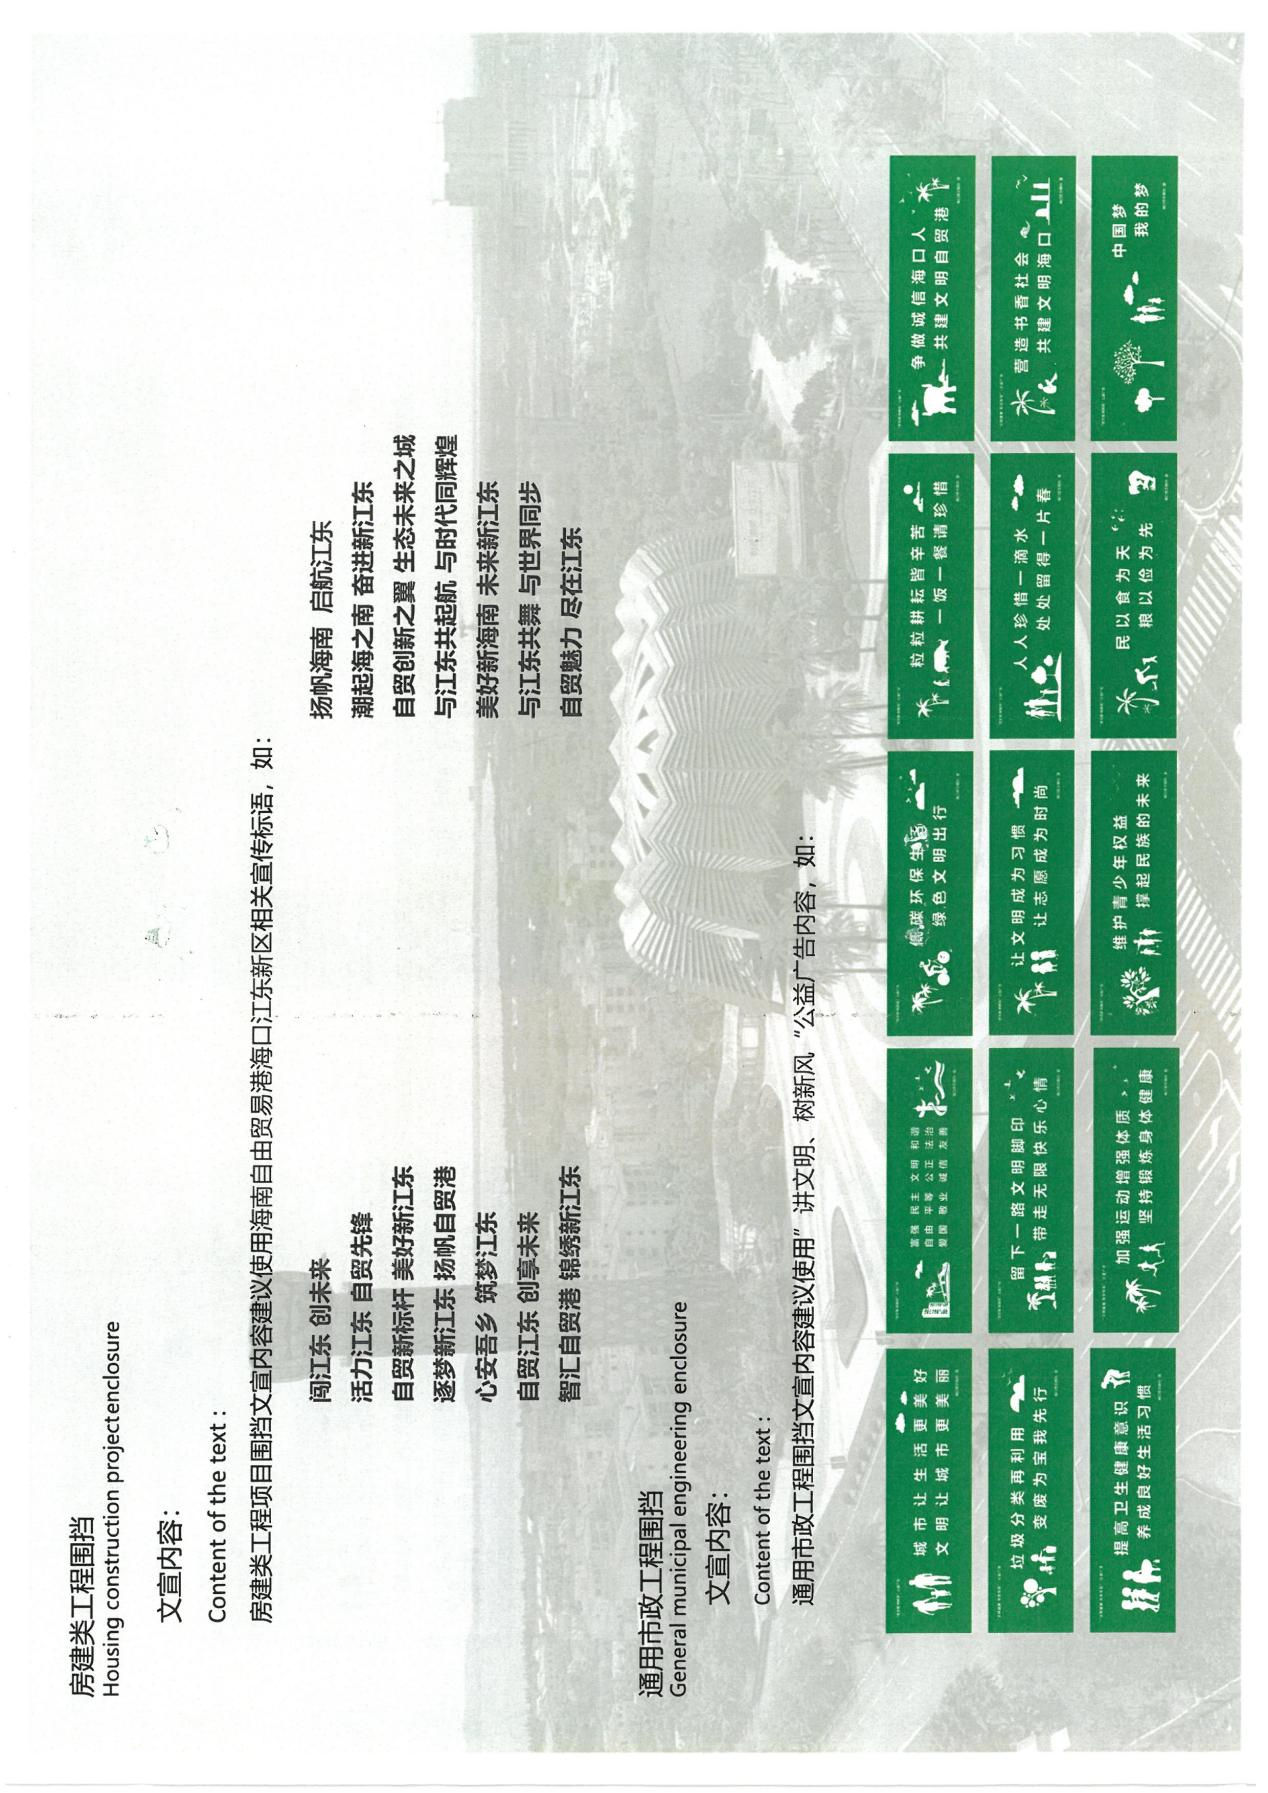 房建类工程围挡
Housing construction projectenclosure
文宣内容：
Content of the text :
房建类工程项目围挡文宣内容建议使用海南自由贸易港海口江东新区相关宣传标语，如：
闯江东 创未来
活力江东 自贸先锋
自贸新标杆 美好新江东
逐梦新江东 扬帆自贸港
心安吾乡 筑梦江东
自贸江东 创享未来
智汇自贸港 锦绣新江东
扬帆海南 启航江东
潮起海之南 奋进新江东
自贸创新之翼 生态未来之城
与江东共起航 与时代同辉煌
美好新海南 未来新江东
与江东共舞 与世界同步
自贸魅力 尽在江东
通用市政工程围挡
General municipal engineering enclosure
文宣内容：
Content of the text :
通用市政工程围挡文宣内容建议使用”讲文明、树新风“公益广告内容，如：
城市让生活更美好
文明让城市更美丽
富强 民主 文明 和谐
自由 平等 公正 法治
爱国 敬业 诚信 友善
低碳环保生活
绿色文明出行
粒粒耕耘皆辛苦
一饭一餐请珍惜
争做诚信海口人
共建文明自贸港
垃圾分类再利用
变废为宝我先行
留下一路文明脚印
带走无限快乐心情
让文明成为习惯
让志愿成为时尚
人人珍惜一滴水
处处留得一片春
营造书香社会
共建文明海口
提高卫生健康意识
养成良好生活习惯
加强运动增强体质
坚持锻炼身体健康
维护青少年权益
撑起民族的未来
民以食为天
粮以俭为先
中国梦
我的梦